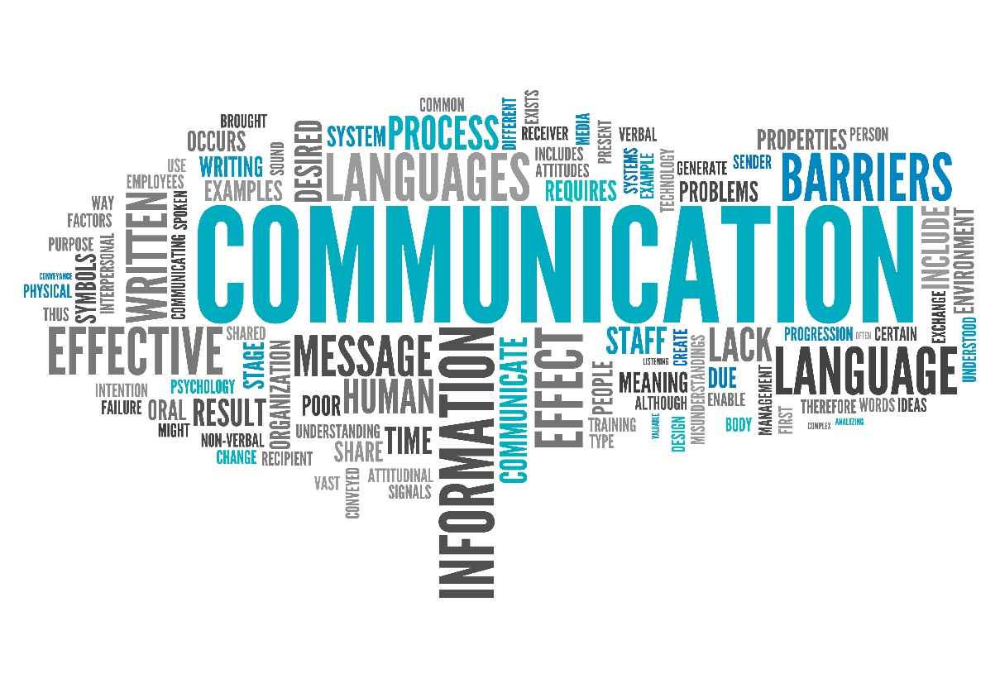 COMMON
EXISTS
DIFFERENT
BROUGHT
SYSTEM
PROCESS
RECEIVER
MEDIA
PRESENT
VERBAL
PROPERTIES
PERSON
OCCURS
DESIRED
SOUND
USE
WRITING
LANGUAGES
INCLUDES
ATTITUDES
SYSTEMS
EXAMPLE
TECHNOLOGY
GENERATE
SENDER
BARRIERS
EMPLOYEES
EXAMPLES
REQUIRES
PROBLEMS
WAY
FACTORS
WRITTEN
SPOKEN
COMMUNICATION
INCLUDE
ENVIRONMENT
PURPOSE
SYMBOLS
INTERPERSONAL
COMMUNICATING
CONVEYANCE
PHYSICAL
THUS
EXCHANGE
UNDERSTOOD
EFFECTIVE
SHARED
STAGE
ORGANIZATION
MESSAGE
INFORMATION
COMMUNICATE
EFFECT
STAFF
LISTENING
CREATE
MISUNDERSTANDINGS
LACK
PROGRESSION
OFTEN
CERTAIN
LANGUAGE
INTENTION
PSYCHOLOGY
FAILURE
ORAL
RESULT
POOR
HUMAN
PEOPLE
MEANING
DUE
MANAGEMENT
ALTHOUGH
ENABLE
FIRST
THEREFORE
WORDS
IDEAS
MIGHT
NON-VERBAL
UNDERSTANDING
TIME
TRAINING
TYPE
VALUABLE
DESIGN
BODY
COMPLEX
ANALYZING
CHANGE
RECIPIENT
SHARE
VAST
CONVEYED
ATTITUDINAL
SIGNALS